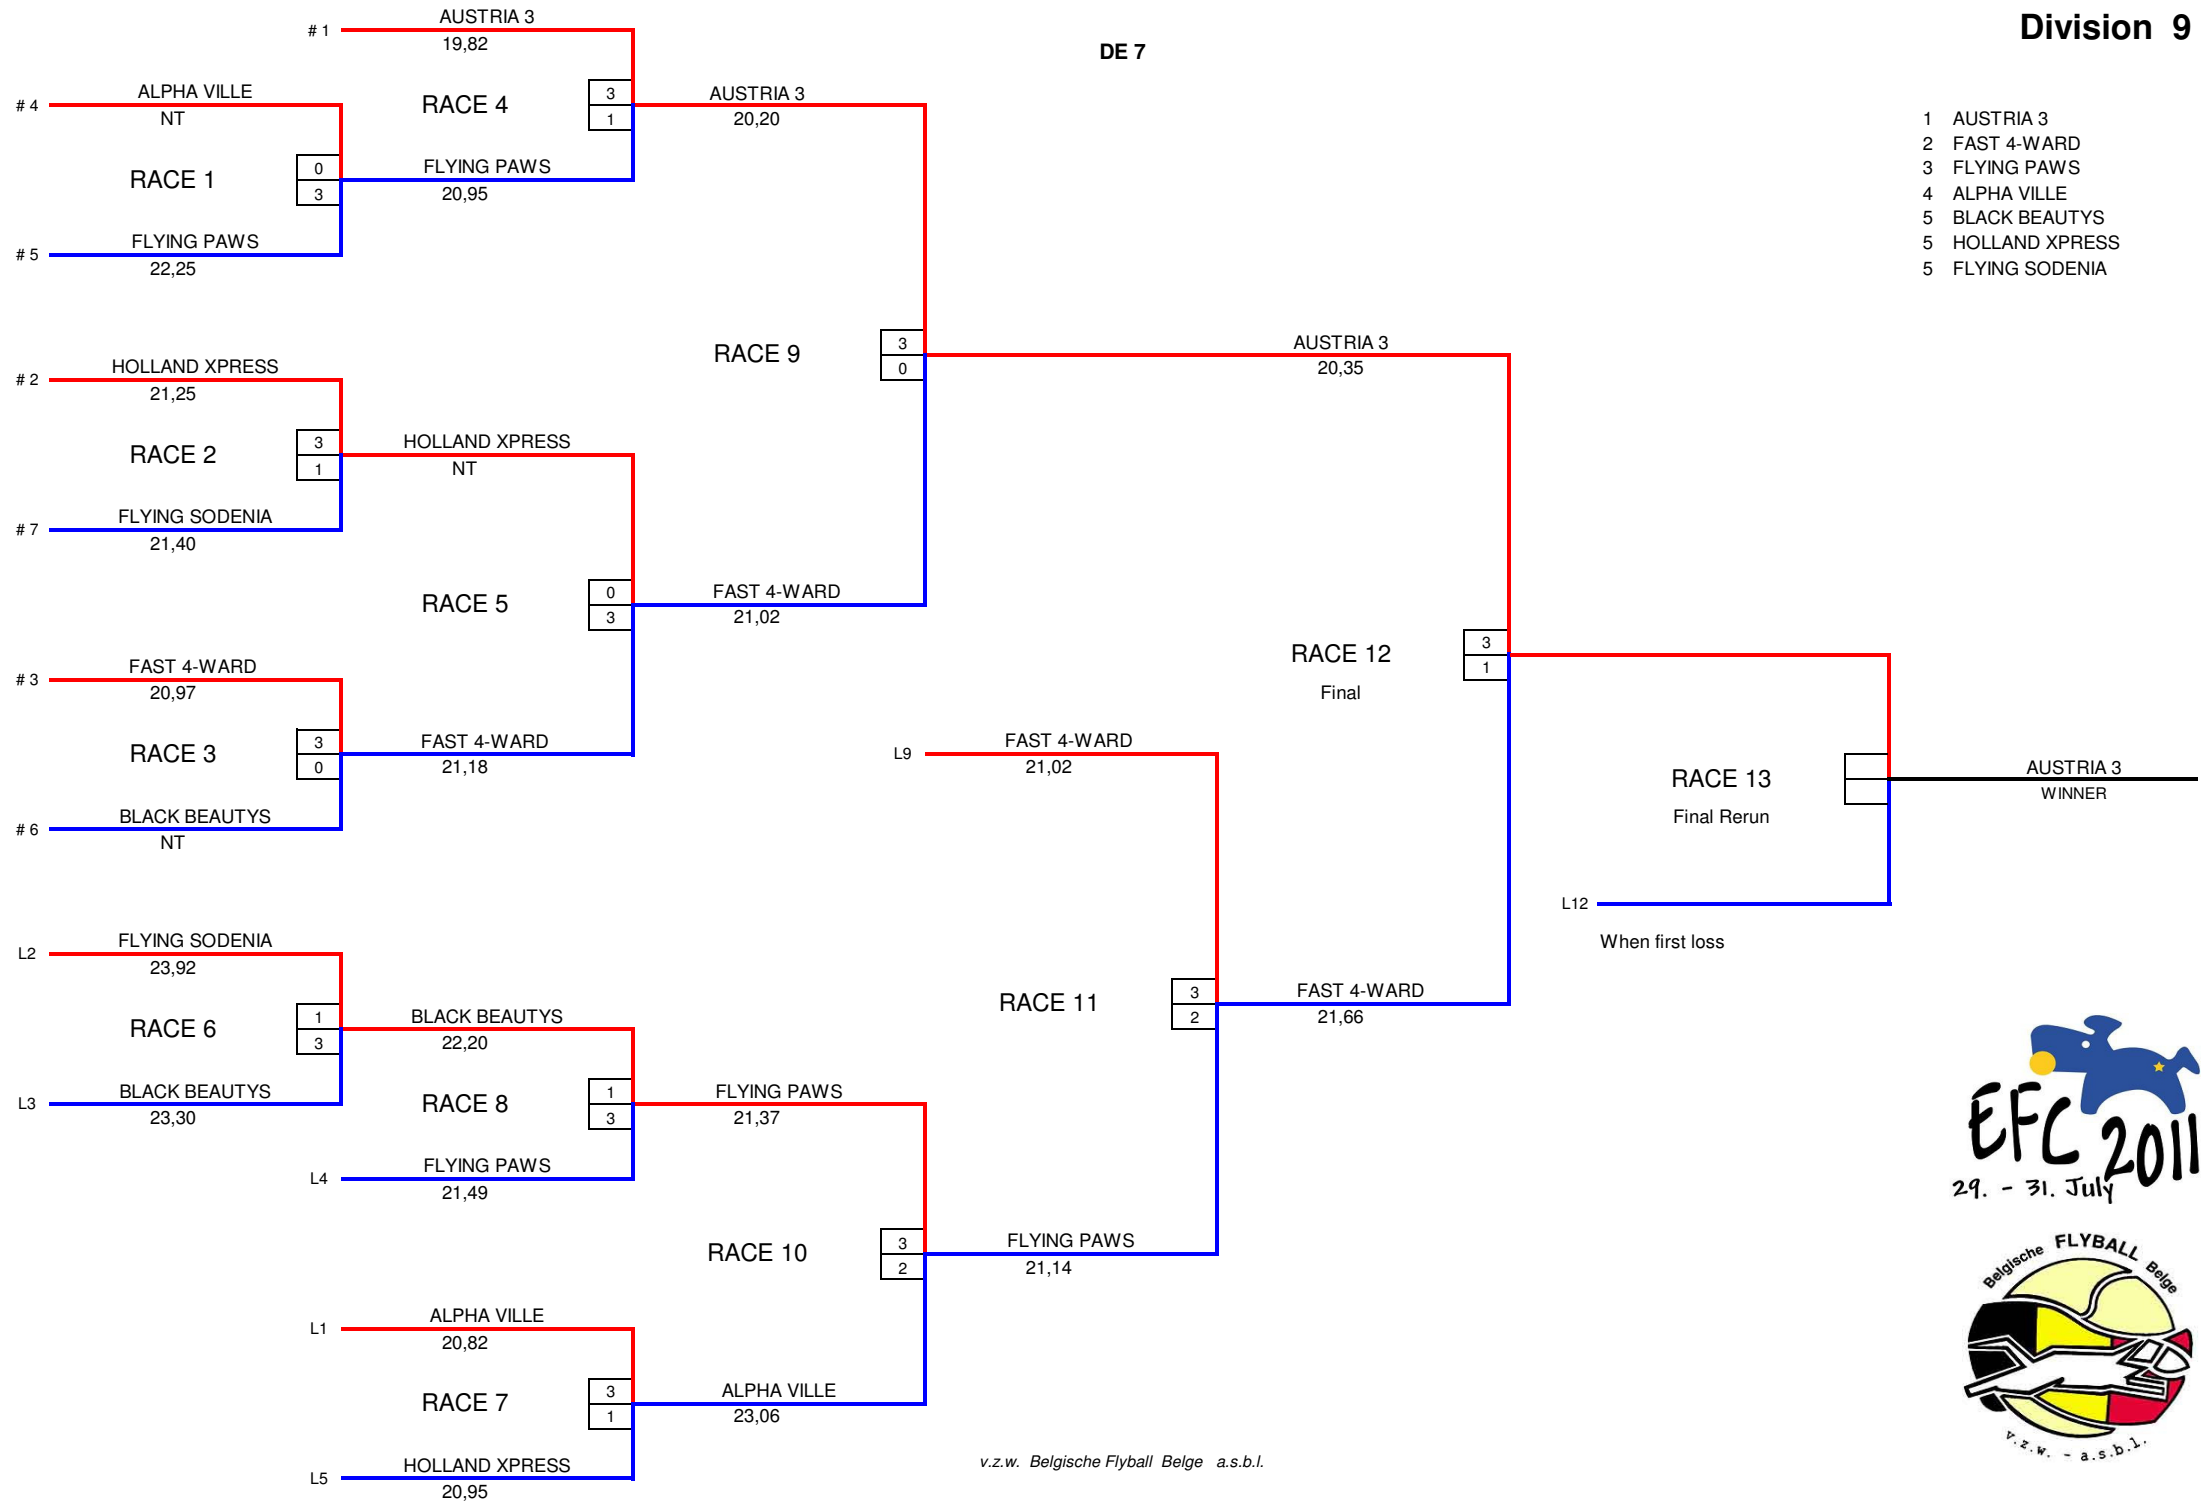 Division 9
DE 7
# 1
AUSTRIA 3
19,82
# 4
ALPHA VILLE
NT
RACE 4
3
1
AUSTRIA 3
20,20
RACE 1
0
3
FLYING PAWS
20,95
# 5
FLYING PAWS
22,25
1 AUSTRIA 3
2 FAST 4-WARD
3 FLYING PAWS
4 ALPHA VILLE
5 BLACK BEAUTYS
5 HOLLAND XPRESS
5 FLYING SODENIA
RACE 9
3
0
AUSTRIA 3
20,35
# 2
HOLLAND XPRESS
21,25
RACE 2
3
1
HOLLAND XPRESS
NT
# 7
FLYING SODENIA
21,40
RACE 5
0
3
FAST 4-WARD
21,02
# 3
FAST 4-WARD
20,97
RACE 3
3
0
FAST 4-WARD
21,18
# 6
BLACK BEAUTYS
NT
RACE 12
Final
3
1
L9
FAST 4-WARD
21,02
RACE 13
Final Rerun
AUSTRIA 3
WINNER
L12
When first loss
L2
FLYING SODENIA
23,92
RACE 6
1
3
BLACK BEAUTYS
22,20
L3
BLACK BEAUTYS
23,30
RACE 8
1
3
FLYING PAWS
21,37
L4
FLYING PAWS
21,49
RACE 11
3
2
FAST 4-WARD
21,66
RACE 10
3
2
FLYING PAWS
21,14
L1
ALPHA VILLE
20,82
RACE 7
3
1
ALPHA VILLE
23,06
L5
HOLLAND XPRESS
20,95
v.z.w. Belgische Flyball Belge a.s.b.l.
EFC 2011
29. - 31. July
Belgische FLYBALL Belge
v.z.w. - a.s.b.l.